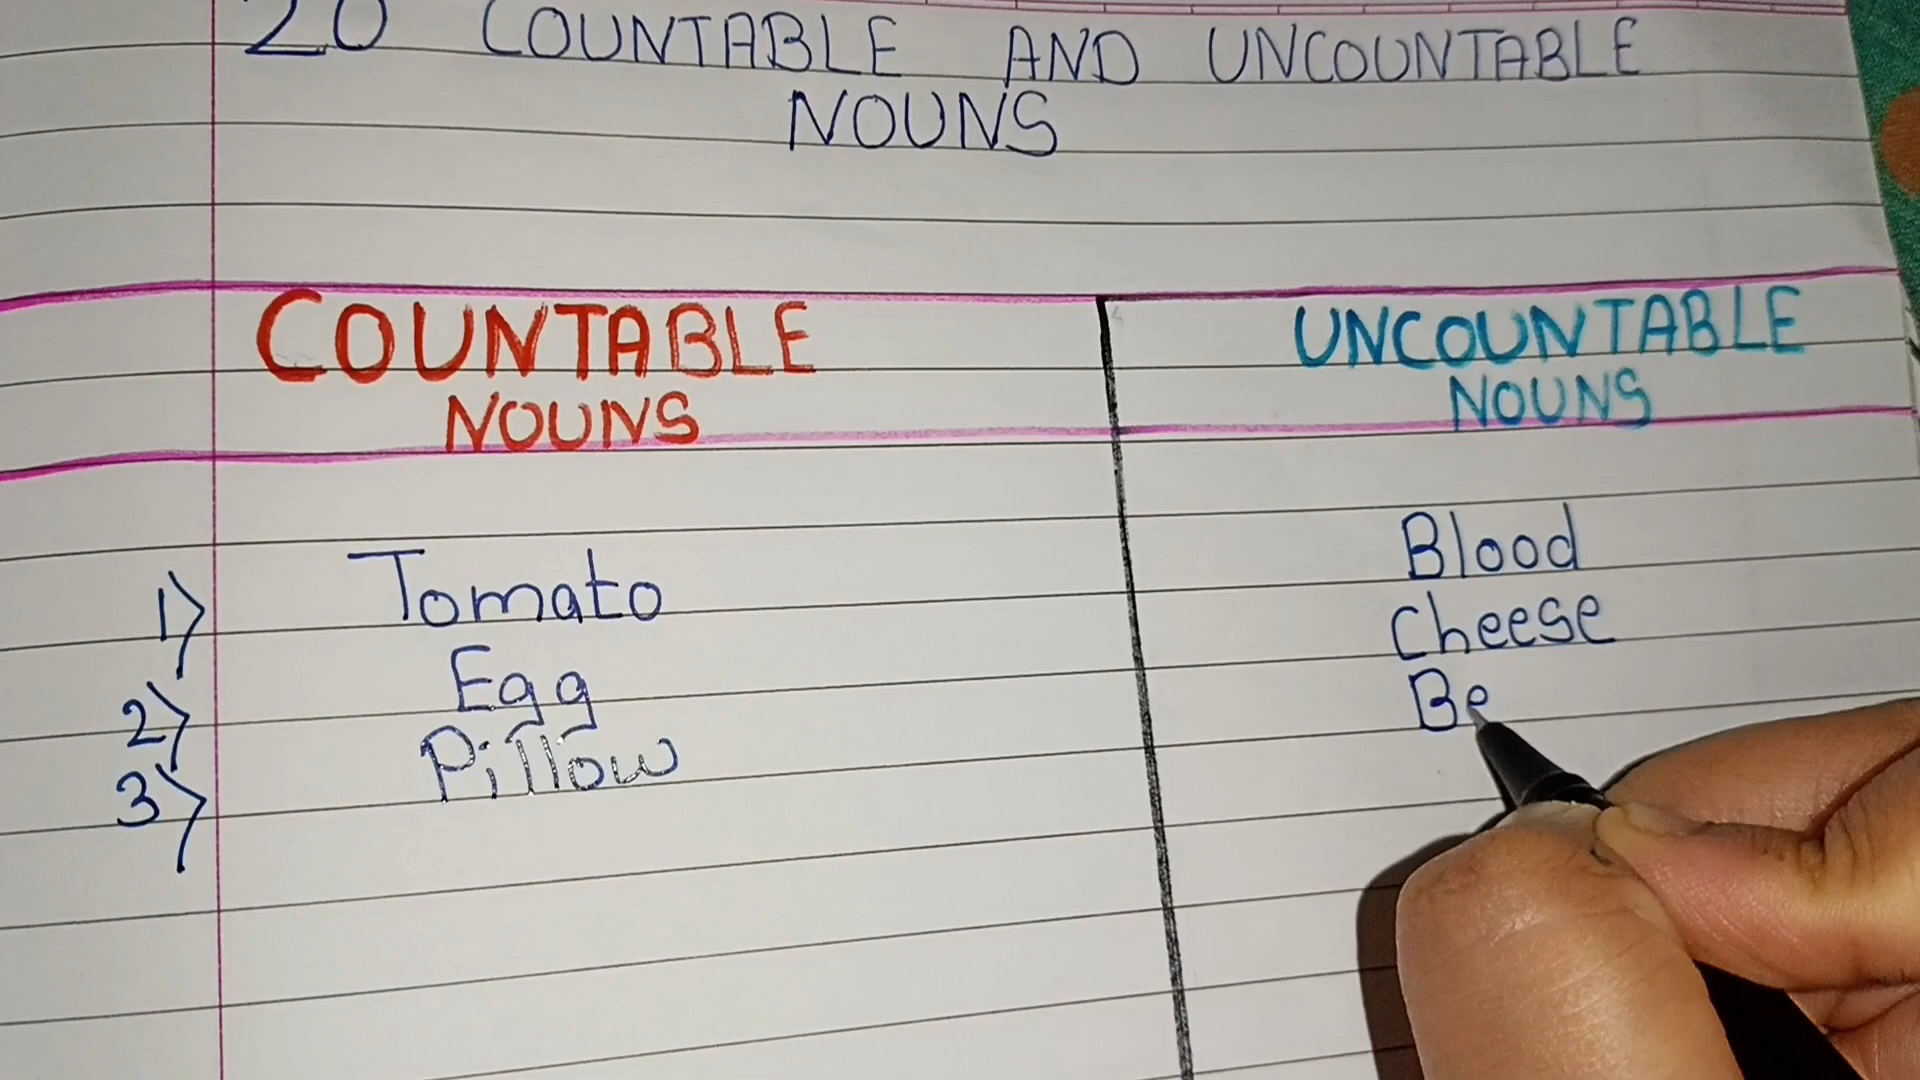 20 COUNTABLE AND UNCOUNTABLE
NOUNS
COUNTABLE
NOUNS
UNCOUNTABLE
NOUNS
1) Tomato
Blood
2) Egg
Cheese
3) Pillow
Be